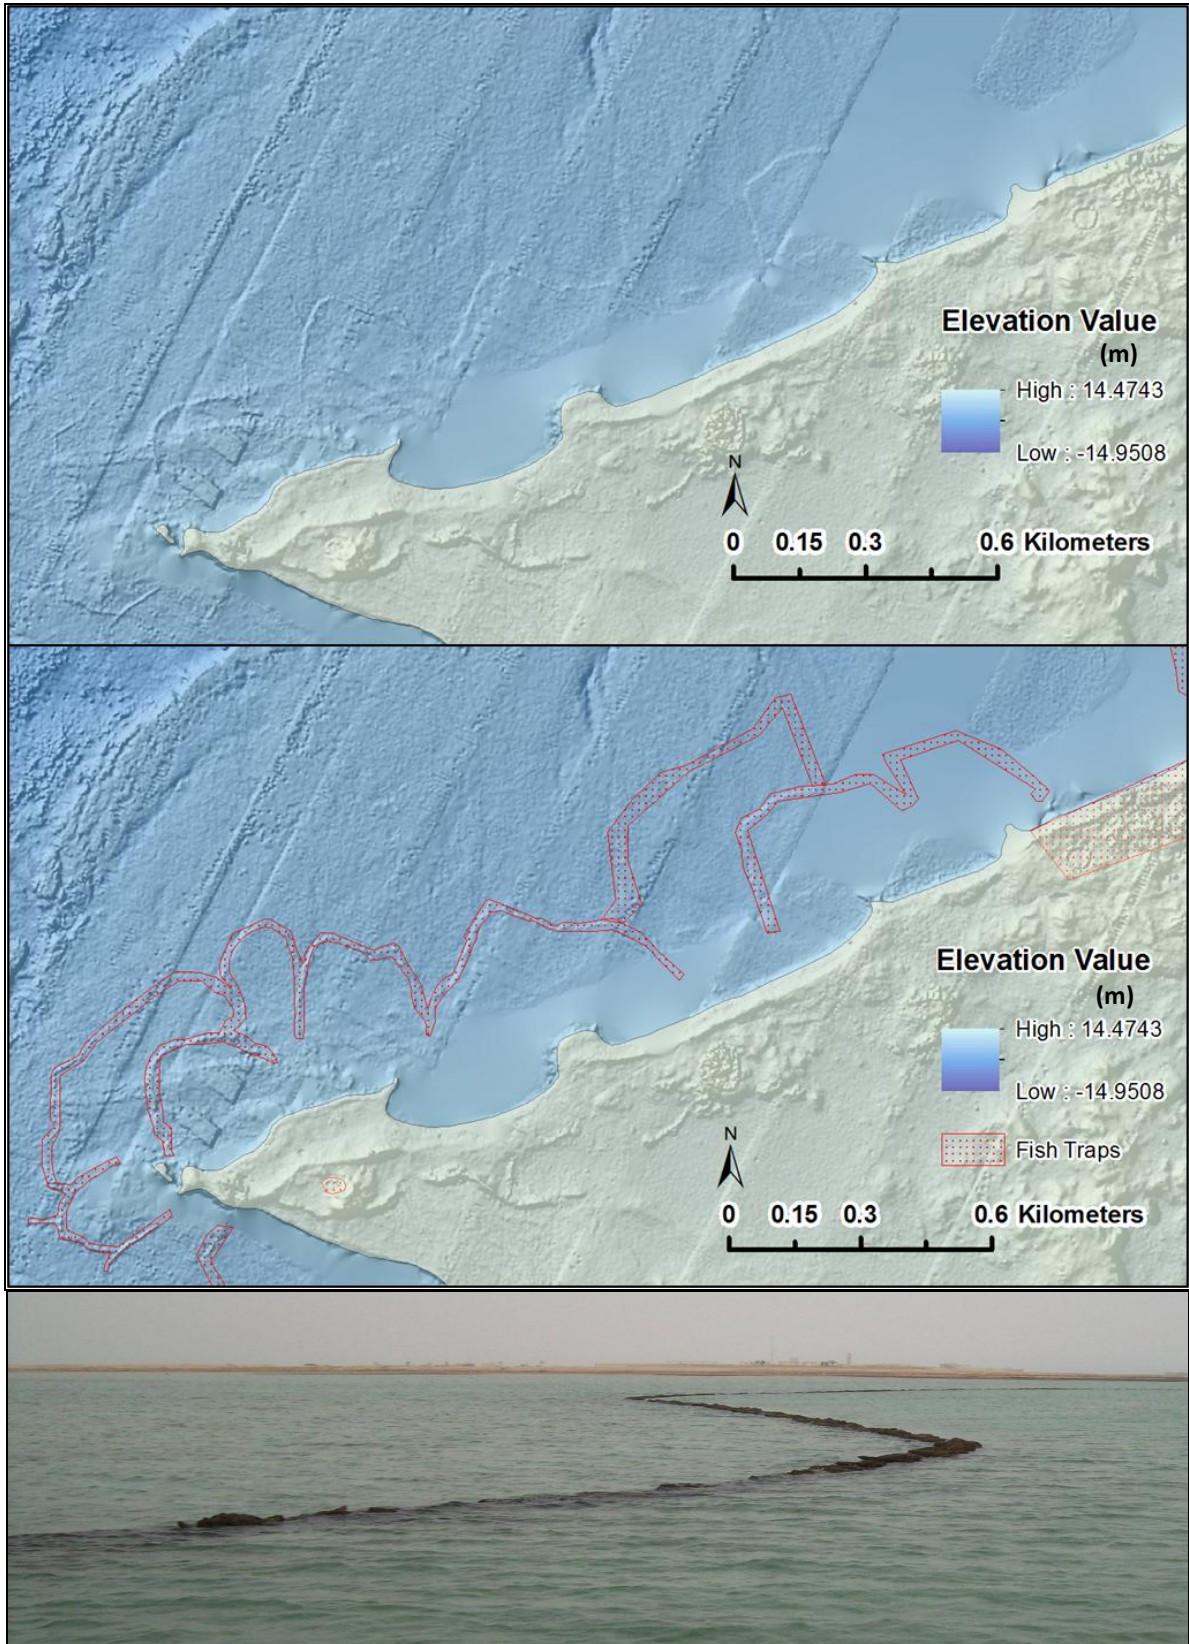 Elevation Value
(m)
High : 14.4743
Low : -14.9508
N
0 0.15 0.3 0.6 Kilometers
Elevation Value
(m)
High : 14.4743
Low : -14.9508
Fish Traps
N
0 0.15 0.3 0.6 Kilometers